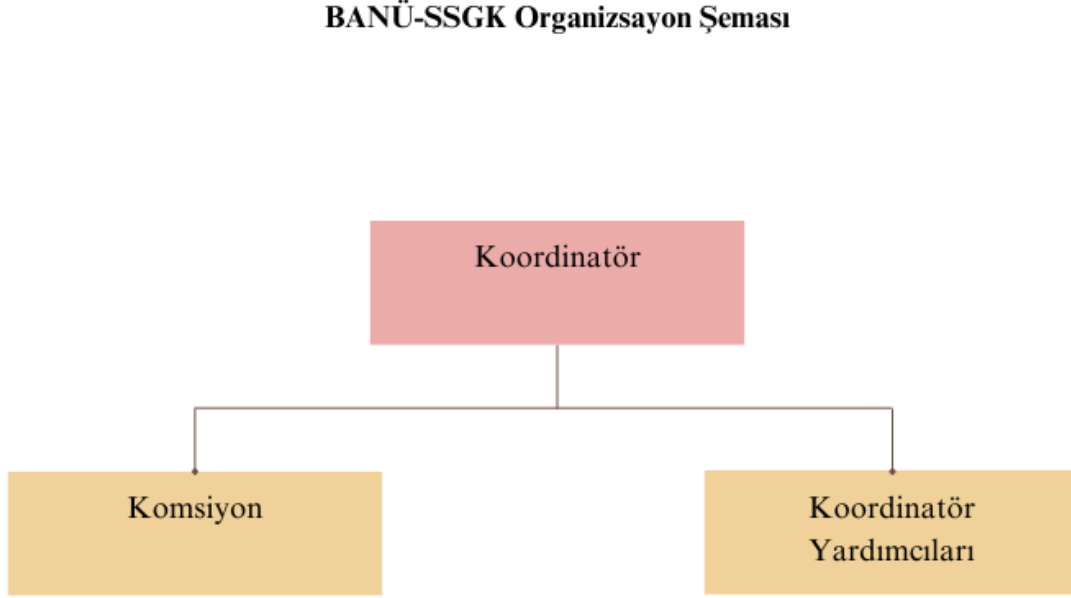 BANÜ-SSGK Organizsayon Şeması
Koordinatör
Komsiyon
Koordinatör
Yardımcıları